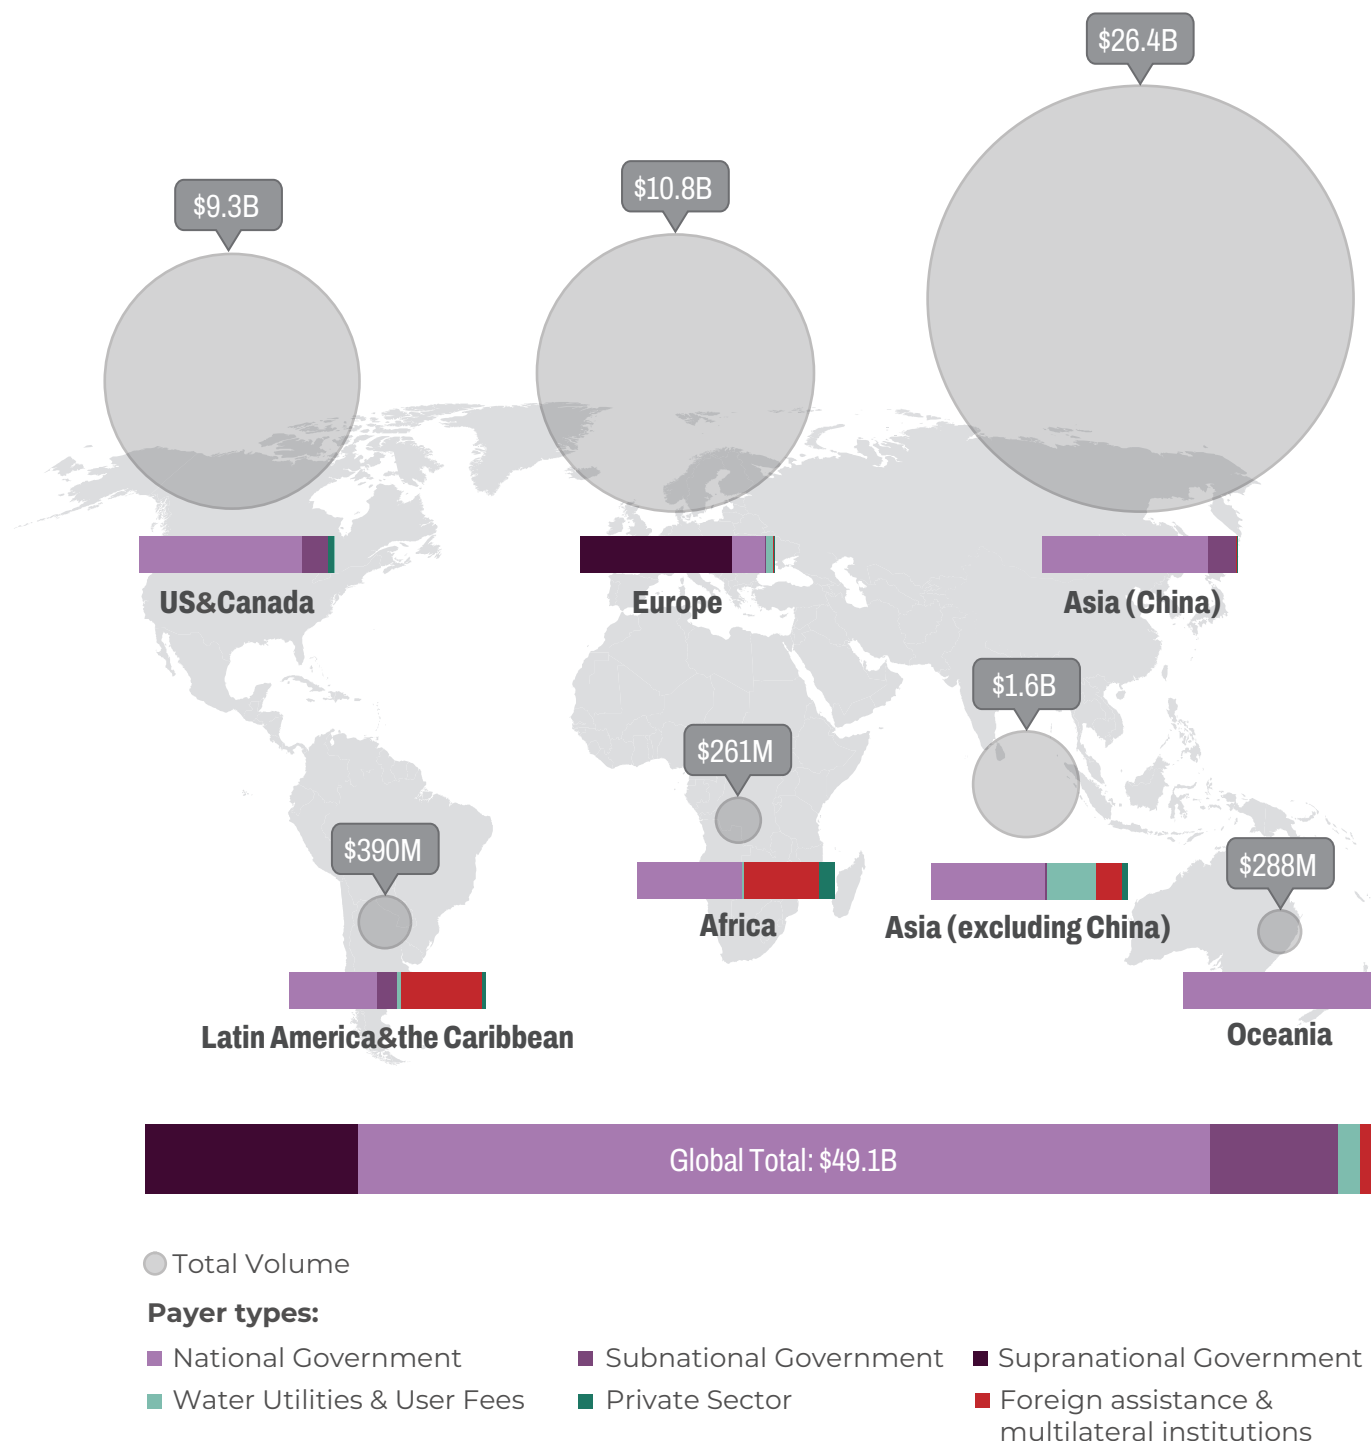 $26.4B
$10.8B
$9.3B
US&Canada
Europe
Asia (China)
$1.6B
$261M
$390M
$288M
Africa
Asia (excluding China)
Latin America&the Caribbean
Oceania
Global Total: $49.1B
Total Volume
Payer types:
National Government
Subnational Government
Supranational Government
Water Utilities & User Fees
Private Sector
Foreign assistance &
multilateral institutions